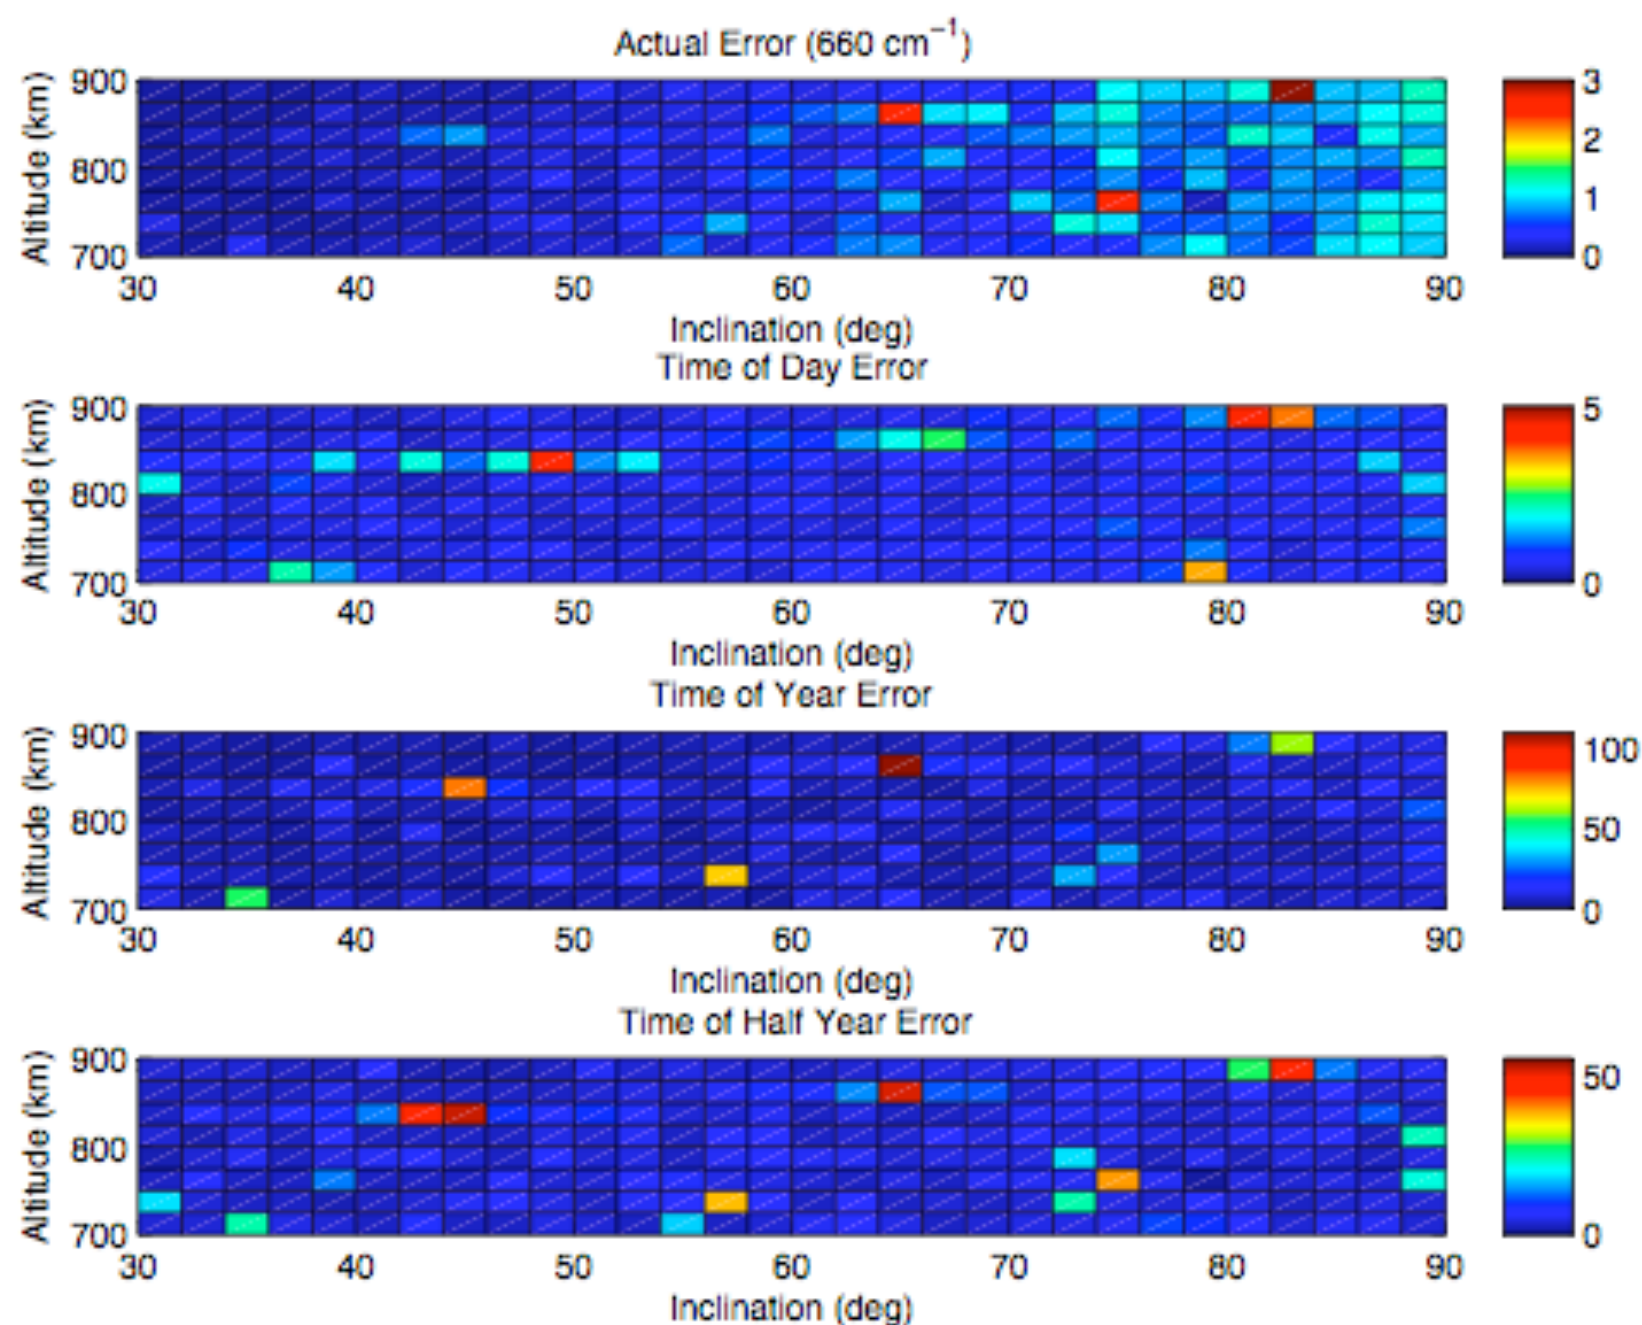 Actual Error (660 cm⁻¹)
Altitude (km)
900
800
700
30 40 50 60 70 80 90
Inclination (deg)
3
2
1
0
Time of Day Error
Altitude (km)
900
800
700
30 40 50 60 70 80 90
Inclination (deg)
5
0
Time of Year Error
Altitude (km)
900
800
700
30 40 50 60 70 80 90
Inclination (deg)
100
50
0
Time of Half Year Error
Altitude (km)
900
800
700
30 40 50 60 70 80 90
Inclination (deg)
50
0